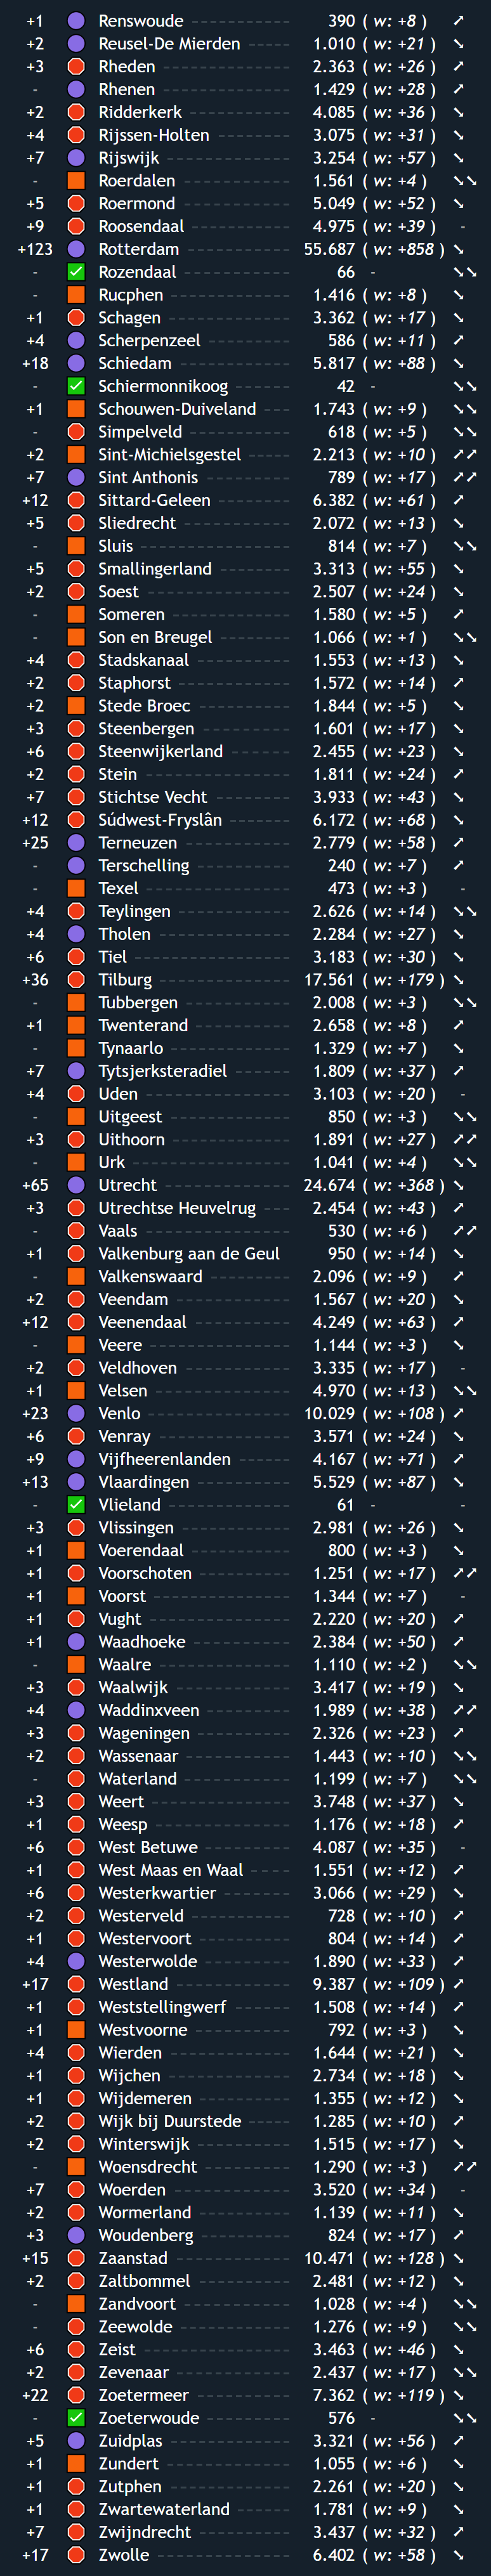 +1 Renswoude 390 ( w: +8 ) ➚
+2 Reusel-De Mierden 1.010 ( w: +21 ) ➘
+3 Rheden 2.363 ( w: +26 ) ➚
- Rhenen 1.429 ( w: +28 ) ➚
+2 Ridderkerk 4.085 ( w: +36 ) ➘
+4 Rijssen-Holten 3.075 ( w: +31 ) ➘
+7 Rijswijk 3.254 ( w: +57 ) ➘
- Roerdalen 1.561 ( w: +4 ) ➘➘
+5 Roermond 5.049 ( w: +52 ) ➘
+9 Roosendaal 4.975 ( w: +39 ) -
+123 Rotterdam 55.687 ( w: +858 ) ➘
- Rozendaal 66 - ➘➘
- Rucphen 1.416 ( w: +8 ) ➘
+1 Schagen 3.362 ( w: +17 ) ➘
+4 Scherpenzeel 586 ( w: +11 ) ➚
+18 Schiedam 5.817 ( w: +88 ) ➘
- Schiermonnikoog 42 - ➘➘
+1 Schouwen-Duiveland 1.743 ( w: +9 ) ➘➘
- Simpelveld 618 ( w: +5 ) ➘➘
+2 Sint-Michielsgestel 2.213 ( w: +10 ) ➚➚
+7 Sint Anthonis 789 ( w: +17 ) ➚➚
+12 Sittard-Geleen 6.382 ( w: +61 ) ➚
+5 Sliedrecht 2.072 ( w: +13 ) ➘
- Sluis 814 ( w: +7 ) ➘➘
+5 Smallingerland 3.313 ( w: +55 ) ➘
+2 Soest 2.507 ( w: +24 ) ➘
- Someren 1.580 ( w: +5 ) ➚
- Son en Breugel 1.066 ( w: +1 ) ➘➘
+4 Stadskanaal 1.553 ( w: +13 ) ➘
+2 Staphorst 1.572 ( w: +14 ) ➚
+2 Stede Broec 1.844 ( w: +5 ) ➘
+3 Steenbergen 1.601 ( w: +17 ) ➘
+6 Steenwijkerland 2.455 ( w: +23 ) ➘
+2 Stein 1.811 ( w: +24 ) ➚
+7 Stichtse Vecht 3.933 ( w: +43 ) ➘
+12 Súdwest-Fryslân 6.172 ( w: +68 ) ➘
+25 Terneuzen 2.779 ( w: +58 ) ➚
- Terschelling 240 ( w: +7 ) ➚
- Texel 473 ( w: +3 ) -
+4 Teylingen 2.626 ( w: +14 ) ➘➘
+4 Tholen 2.284 ( w: +27 ) ➘
+6 Tiel 3.183 ( w: +30 ) ➘
+36 Tilburg 17.561 ( w: +179 ) ➘
- Tubbergen 2.008 ( w: +3 ) ➘➘
+1 Twenterand 2.658 ( w: +8 ) ➚
- Tynaarlo 1.329 ( w: +7 ) ➘
+7 Tytsjerksteradiel 1.809 ( w: +37 ) ➚
+4 Uden 3.103 ( w: +20 ) -
- Uitgeest 850 ( w: +3 ) ➘➘
+3 Uithoorn 1.891 ( w: +27 ) ➚➚
- Urk 1.041 ( w: +4 ) ➘➘
+65 Utrecht 24.674 ( w: +368 ) ➘
+3 Utrechtse Heuvelrug 2.454 ( w: +43 ) ➚
- Vaals 530 ( w: +6 ) ➚➚
+1 Valkenburg aan de Geul 950 ( w: +14 ) ➘
- Valkenswaard 2.096 ( w: +9 ) ➚
+2 Veendam 1.567 ( w: +20 ) ➘
+12 Veenendaal 4.249 ( w: +63 ) ➚
- Veere 1.144 ( w: +3 ) ➘
+2 Veldhoven 3.335 ( w: +17 ) -
+1 Velsen 4.970 ( w: +13 ) ➘➘
+23 Venlo 10.029 ( w: +108 ) ➚
+6 Venray 3.571 ( w: +24 ) ➘
+9 Vijfheerenlanden 4.167 ( w: +71 ) ➚
+13 Vlaardingen 5.529 ( w: +87 ) ➘
- Vlieland 61 - -
+3 Vlissingen 2.981 ( w: +26 ) ➘
+1 Voerendaal 800 ( w: +3 ) ➘
+1 Voorschoten 1.251 ( w: +17 ) ➚➚
+1 Voorst 1.344 ( w: +7 ) -
+1 Vught 2.220 ( w: +20 ) ➚
+1 Waadhoeke 2.384 ( w: +50 ) ➚
- Waalre 1.110 ( w: +2 ) ➘➘
+3 Waalwijk 3.417 ( w: +19 ) ➘
+4 Waddinxveen 1.989 ( w: +38 ) ➚➚
+3 Wageningen 2.326 ( w: +23 ) ➚
+2 Wassenaar 1.443 ( w: +10 ) ➘➘
- Waterland 1.199 ( w: +7 ) ➘➘
+3 Weert 3.748 ( w: +37 ) ➘
+1 Weesp 1.176 ( w: +18 ) ➚
+6 West Betuwe 4.087 ( w: +35 ) -
+1 West Maas en Waal 1.551 ( w: +12 ) ➚
+6 Westerkwartier 3.066 ( w: +29 ) ➘
+2 Westerveld 728 ( w: +10 ) ➚
+1 Westervoort 804 ( w: +14 ) ➚
+4 Westerwolde 1.890 ( w: +33 ) ➚
+17 Westland 9.387 ( w: +109 ) ➚
+1 Weststellingwerf 1.508 ( w: +14 ) ➚
+1 Westvoorne 792 ( w: +3 ) ➘
+4 Wierden 1.644 ( w: +21 ) ➘
+1 Wijchen 2.734 ( w: +18 ) ➘
+1 Wijdemeren 1.355 ( w: +12 ) ➘
+2 Wijk bij Duurstede 1.285 ( w: +10 ) ➚
+2 Winterswijk 1.515 ( w: +17 ) ➘
- Woensdrecht 1.290 ( w: +3 ) ➚➚
+7 Woerden 3.520 ( w: +34 ) -
+2 Wormerland 1.139 ( w: +11 ) ➘
+3 Woudenberg 824 ( w: +17 ) ➚
+15 Zaanstad 10.471 ( w: +128 ) ➘
+2 Zaltbommel 2.481 ( w: +12 ) ➘
- Zandvoort 1.028 ( w: +4 ) ➘➘
- Zeewolde 1.276 ( w: +9 ) ➘➘
+6 Zeist 3.463 ( w: +46 ) ➘
+2 Zevenaar 2.437 ( w: +17 ) ➘➘
+22 Zoetermeer 7.362 ( w: +119 ) ➘
- Zoeterwoude 576 - ➘➘
+5 Zuidplas 3.321 ( w: +56 ) ➚
+1 Zundert 1.055 ( w: +6 ) ➘
+1 Zutphen 2.261 ( w: +20 ) ➘
+1 Zwartewaterland 1.781 ( w: +9 ) ➘
+7 Zwijndrecht 3.437 ( w: +32 ) ➚
+17 Zwolle 6.402 ( w: +58 ) ➘